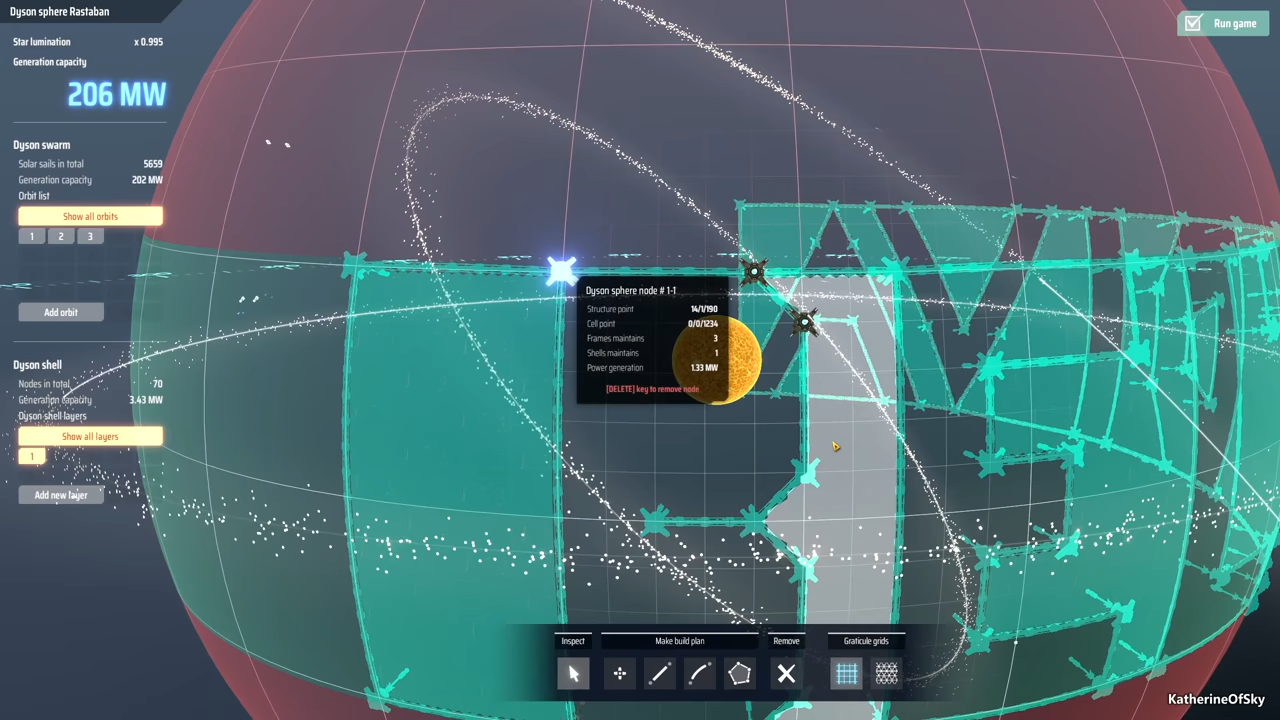 Dyson sphere Rastaban
Star lumination x 0.995
Generation capacity
206 MW
Dyson swarm
Solar sails in total 5659
Generation capacity 202 MW
Orbit list
Show all orbits
1 2 3
Add orbit
Dyson shell
Nodes in total 70
Generation capacity 3.43 MW
Dyson shell layers
Show all layers
1
Add new layer
Run game
Dyson sphere node # 1-1
Structure point 14/1/190
Cell point 0/0/1234
Frames maintains 3
Shells maintains 1
Power generation 1.33 MW
[DELETE] key to remove node
Inspect Make build plan Remove Graticule grids
KatherineOfSky